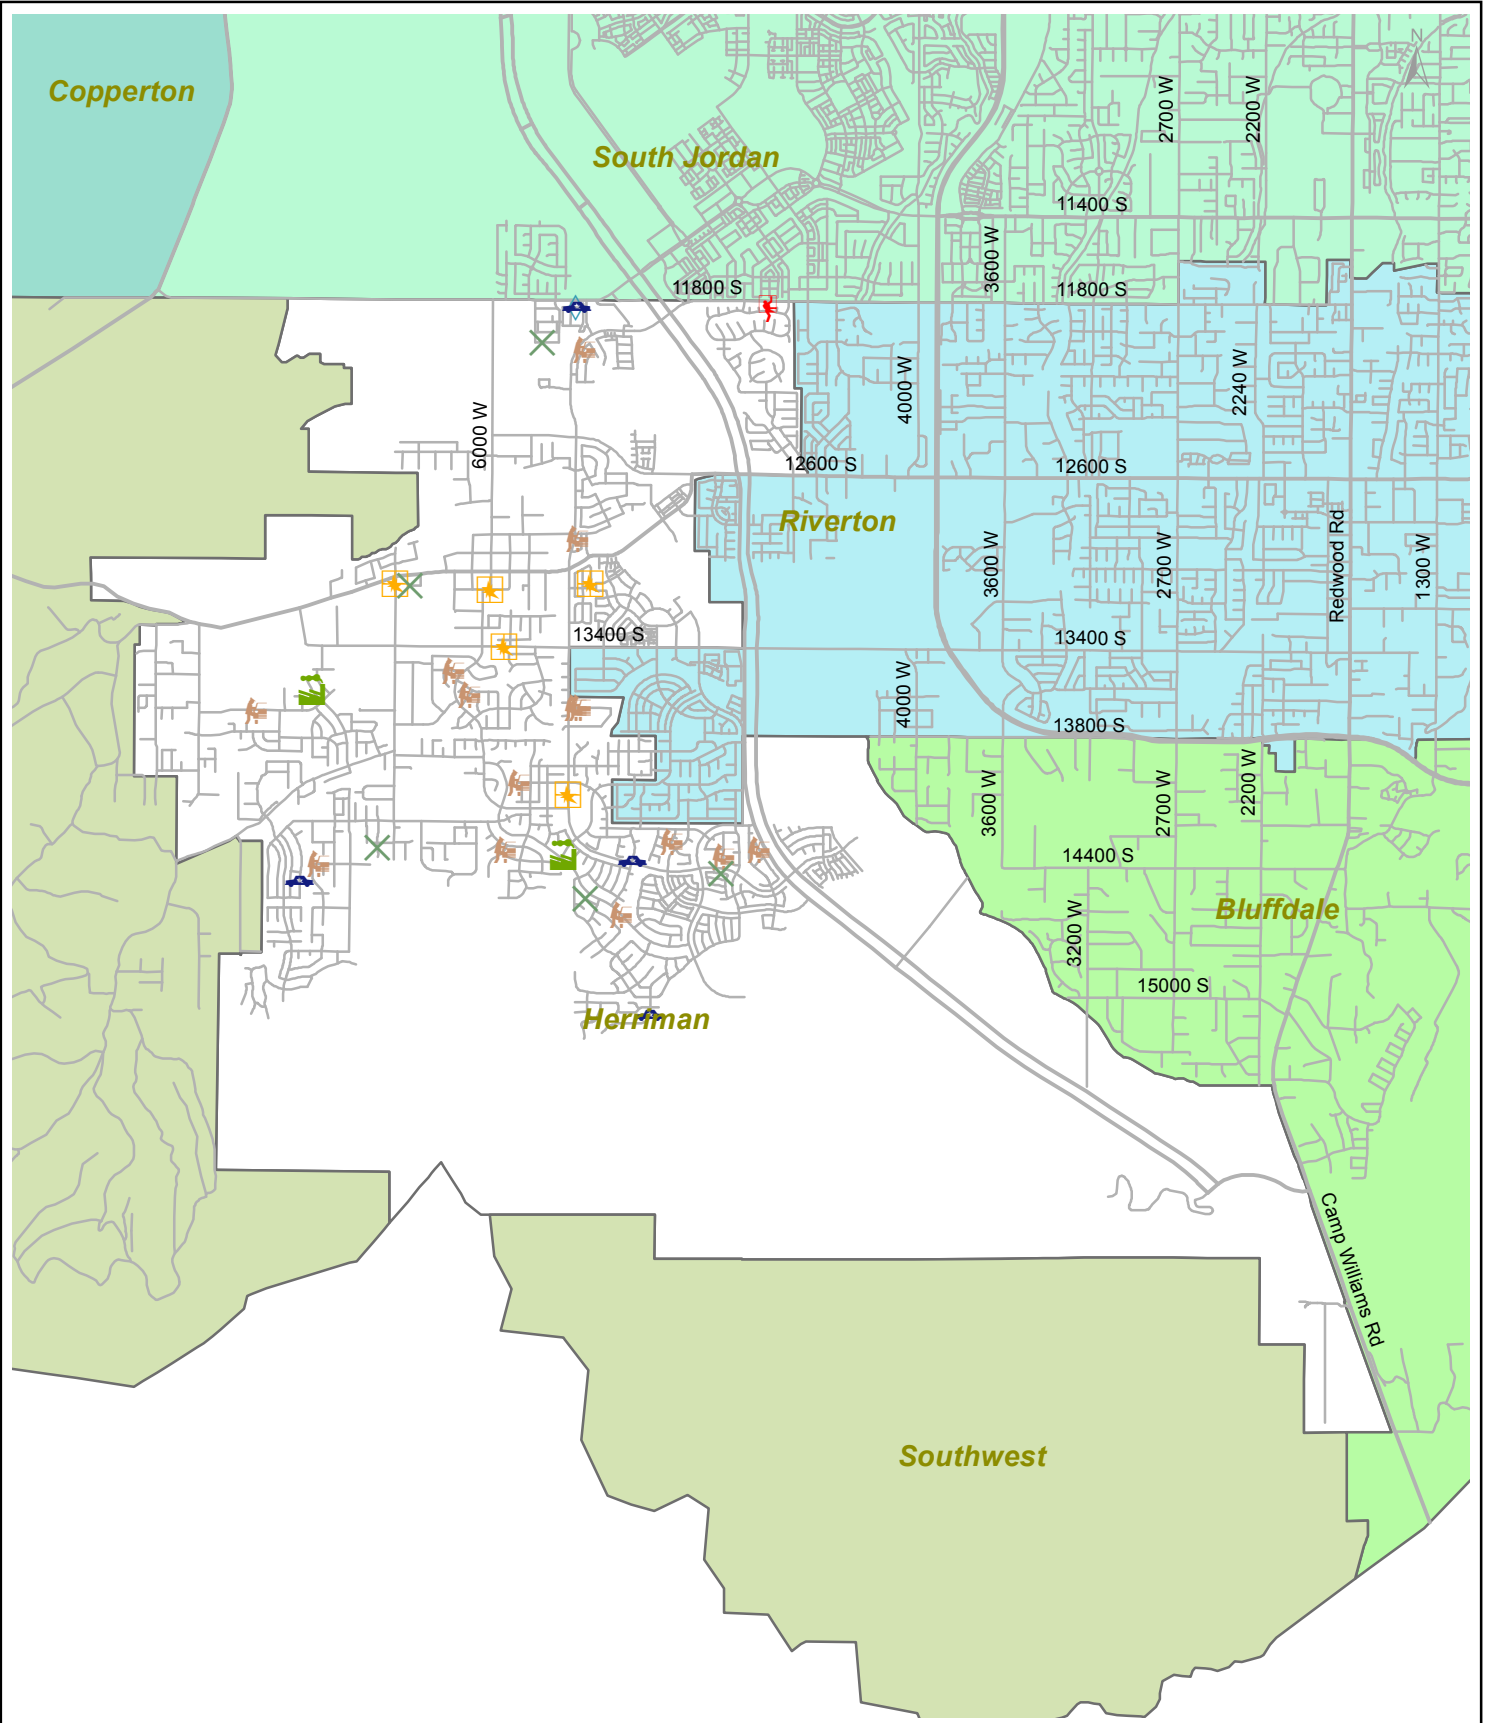 N
Copperton
2700 W
2200 W
South Jordan
11400 S
3600 W
11800 S
11800 S
4000 W
2240 W
6000 W
12600 S
12600 S
Riverton
Redwood Rd
3600 W
2700 W
1300 W
13400 S
13400 S
4000 W
13800 S
3600 W
2700 W
2200 W
14400 S
Bluffdale
3200 W
15000 S
Herriman
Camp Williams Rd
Southwest